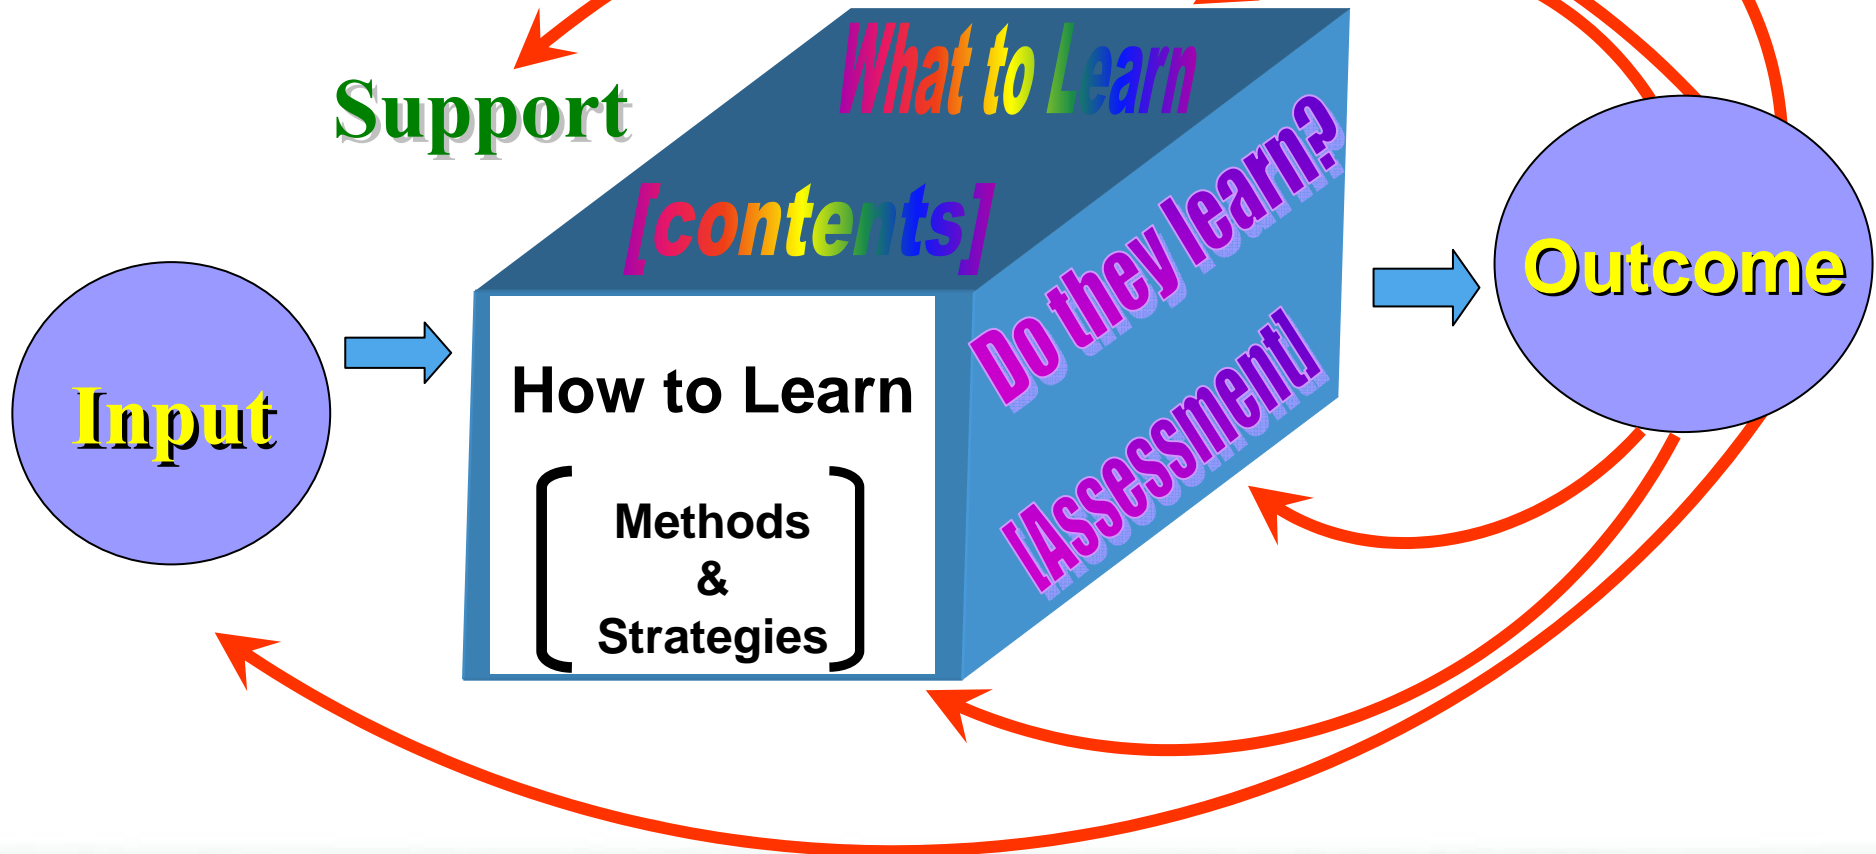 What to Learn
Support
[contents]
Do they learn?
[Assessment]
Outcome
Input
How to Learn
Methods
&
Strategies